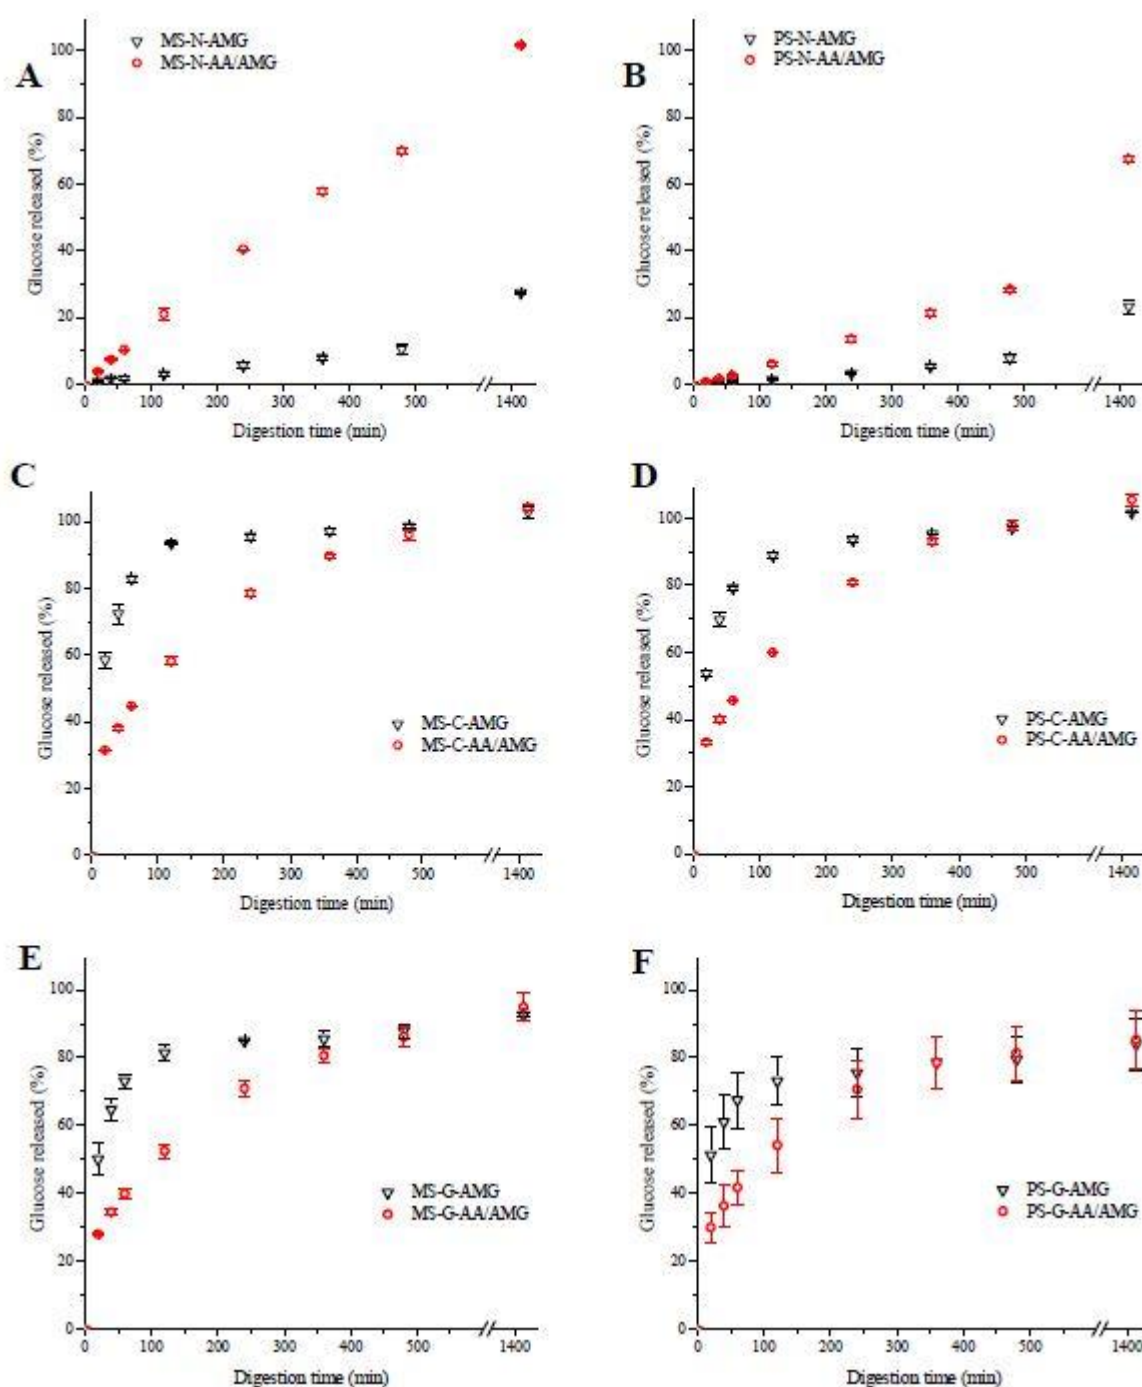 A
MS-N-AMG
MS-N-AA/AMG
Glucose released (%)
100
80
60
40
20
0
0 100 200 300 400 500 1400
Digestion time (min)
B
PS-N-AMG
PS-N-AA/AMG
Glucose released (%)
100
80
60
40
20
0
0 100 200 300 400 500 1400
Digestion time (min)
C
MS-C-AMG
MS-C-AA/AMG
Glucose released (%)
100
80
60
40
20
0
0 100 200 300 400 500 1400
Digestion time (min)
D
PS-C-AMG
PS-C-AA/AMG
Glucose released (%)
100
80
60
40
20
0
0 100 200 300 400 500 1400
Digestion time (min)
E
MS-G-AMG
MS-G-AA/AMG
Glucose released (%)
100
80
60
40
20
0
0 100 200 300 400 500 1400
Digestion time (min)
F
PS-G-AMG
PS-G-AA/AMG
Glucose released (%)
100
80
60
40
20
0
0 100 200 300 400 500 1400
Digestion time (min)